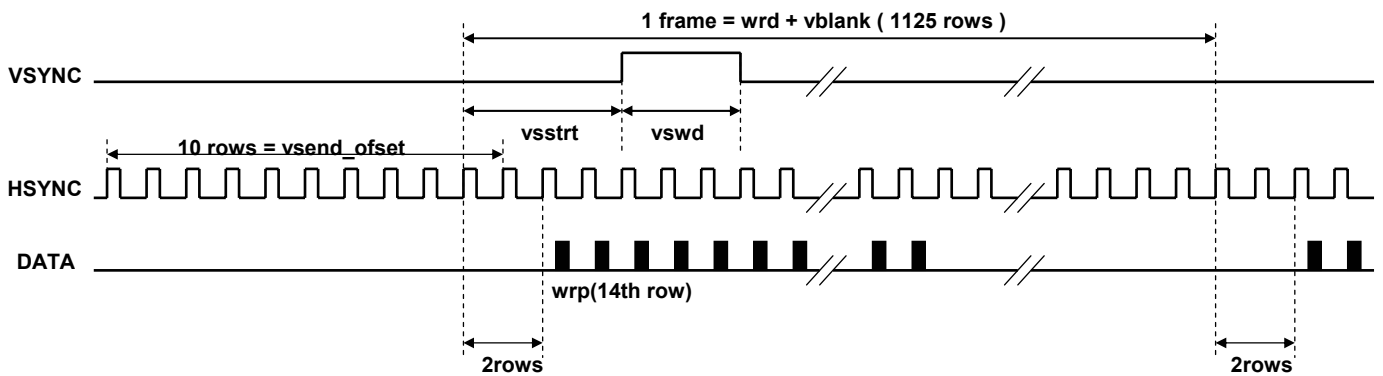 1 frame = wrd + vblank ( 1125 rows )
VSYNC
vsstrt
vswd
10 rows = vsend_ofset
HSYNC
DATA
wrp(14th row)
2rows
2rows